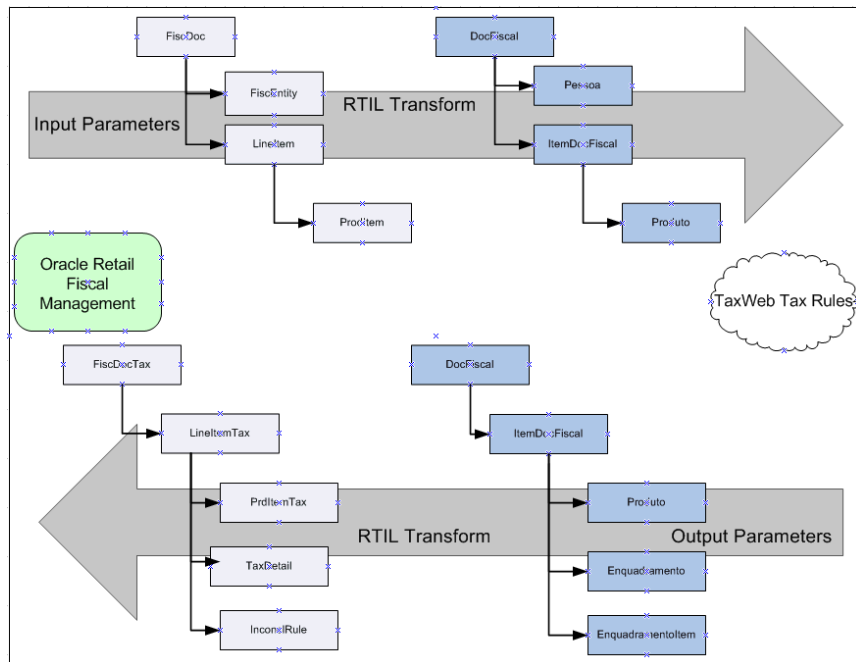 FiscDoc
DocFiscal
FiscEntity
Pessoa
RTIL Transform
Input Parameters
LineItem
ItemDocFiscal
ProdItem
Produto
Oracle Retail
Fiscal
Management
TaxWeb Tax Rules
FiscDocTax
DocFiscal
LineItemTax
ItemDocFiscal
PrdItemTax
Produto
RTIL Transform
Output Parameters
TaxDetail
Enquadramento
InconclRule
EnquadramentoItem